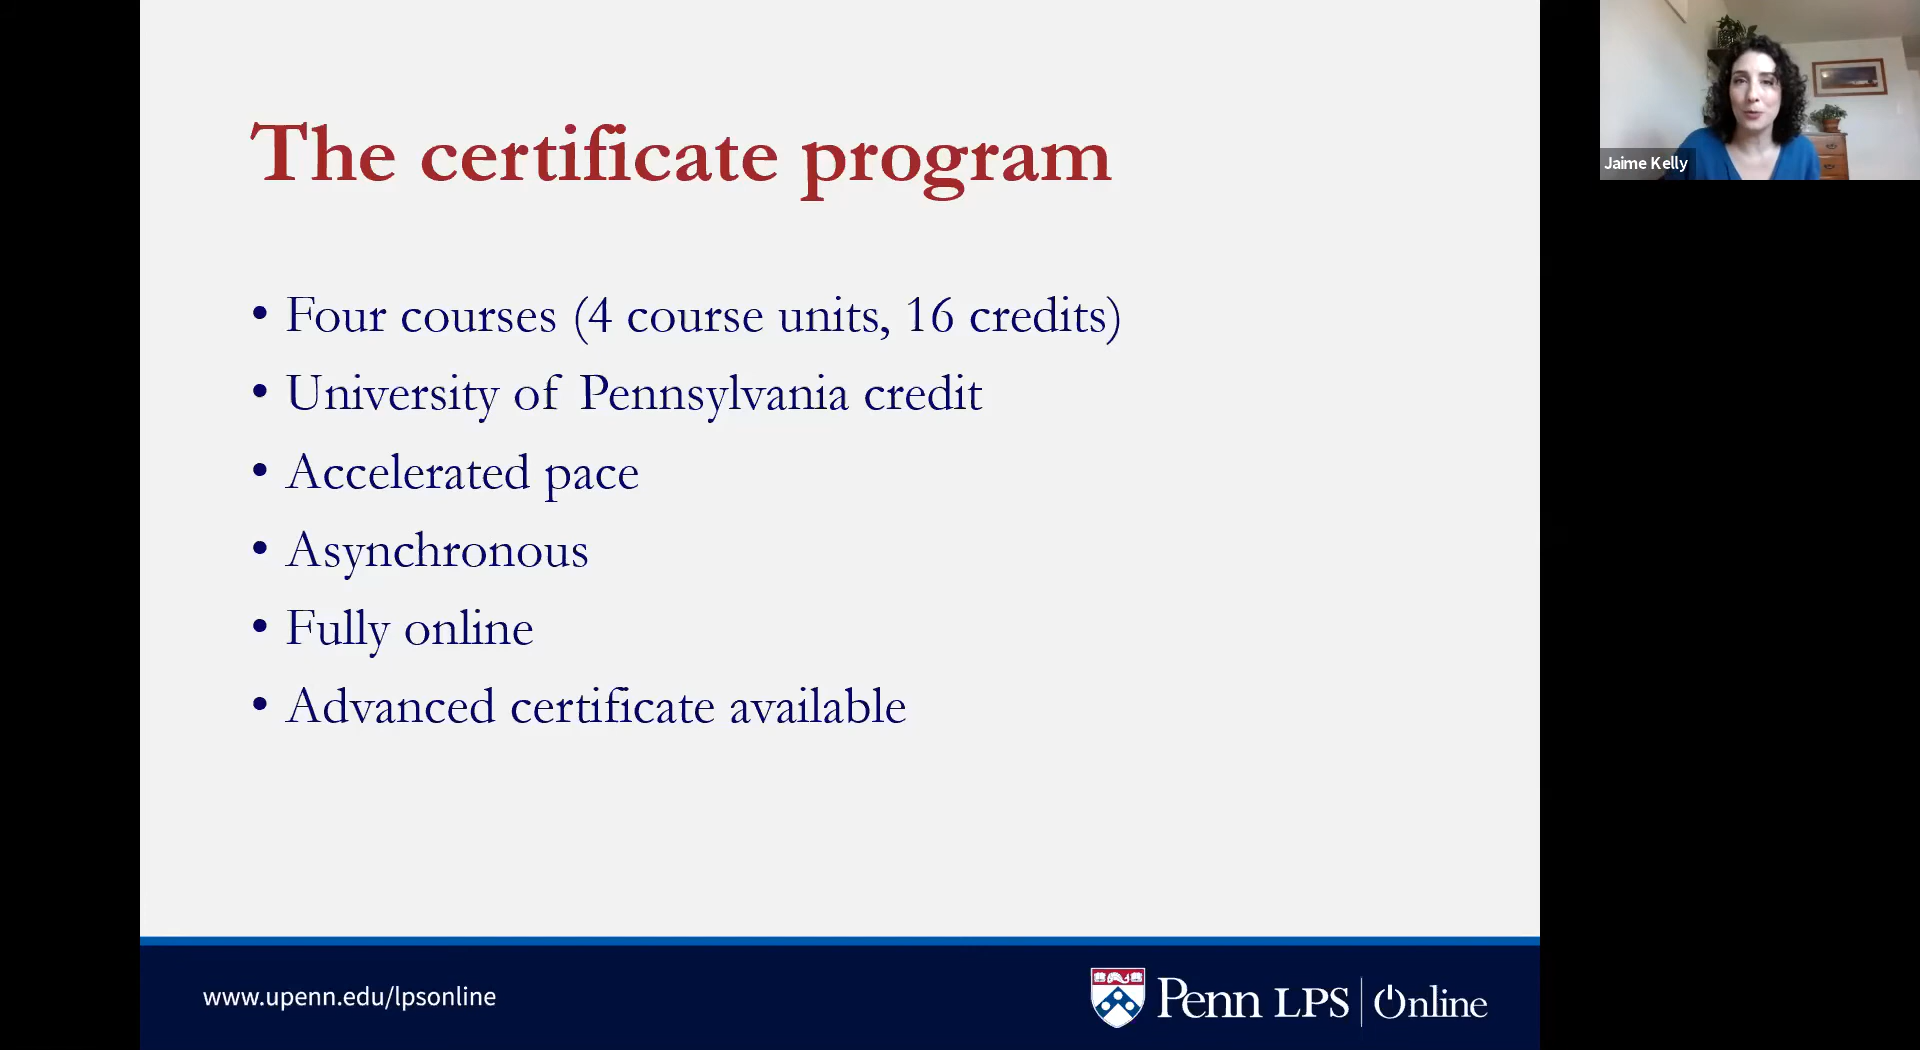 The certificate program
• Four courses (4 course units, 16 credits)
• University of Pennsylvania credit
• Accelerated pace
• Asynchronous
• Fully online
• Advanced certificate available
www.upenn.edu/lpsonline
Penn LPS | Online
Jaime Kelly